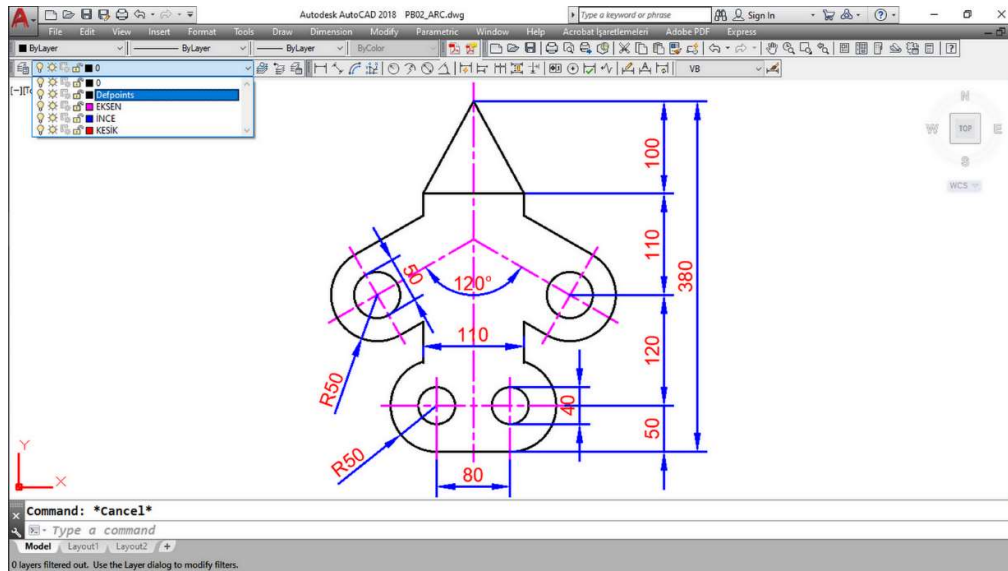 Autodesk AutoCAD 2018 PB02_ARC.dwg
Type a keyword or phrase
Sign In
File Edit View Insert Format Tools Draw Dimension Modify Parametric Window Help Acrobat İşaretlemeleri Adobe PDF Express
ByLayer ByLayer ByLayer ByColor
0
VB
0
Defpoints
EKSEN
İNCE
KESİK
N
W TOP E
S
WCS
100
110
380
50
120°
110
120
R50
40
50
R50
80
Y
X
Command: *Cancel*
Type a command
Model Layout1 Layout2 +
0 layers filtered out. Use the Layer dialog to modify filters.